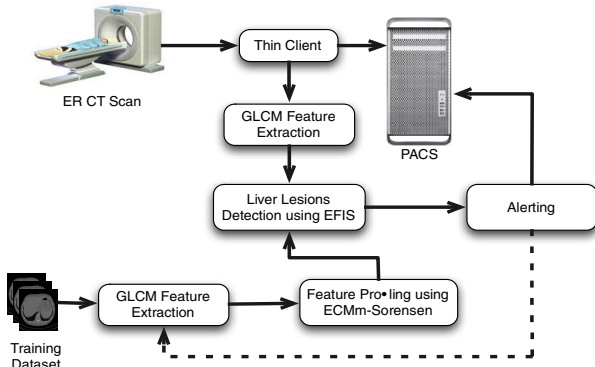 Thin Client
ER CT Scan
GLCM Feature
Extraction
PACS
Liver Lesions
Detection using EFIS
Alerting
GLCM Feature
Extraction
Feature Pro•ling using
ECMm-Sorensen
Training
Dataset